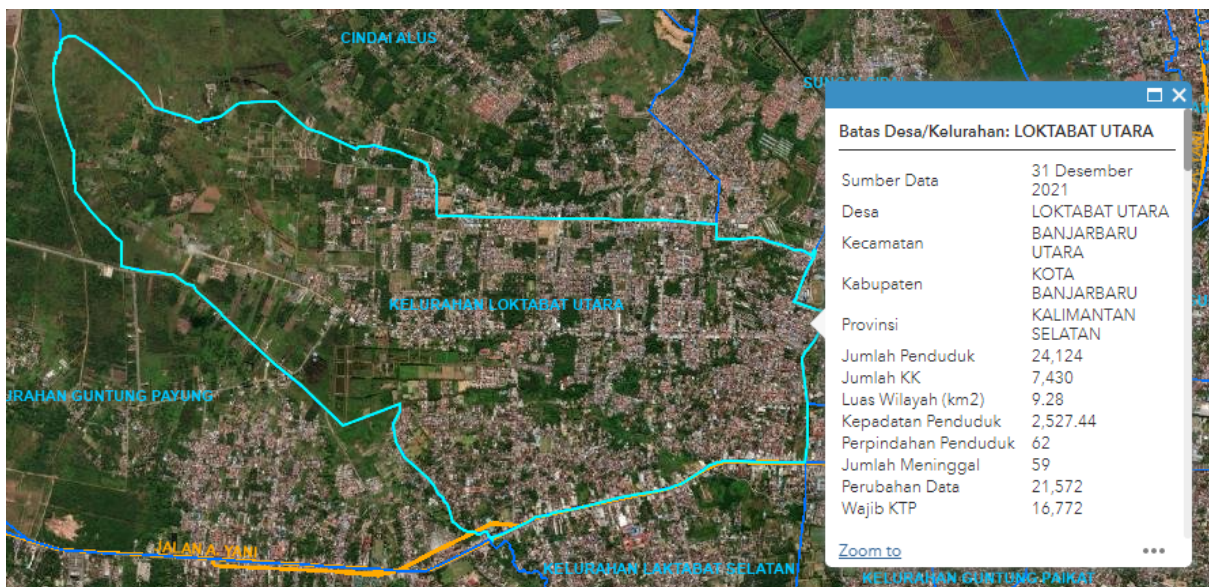 CINDAI ALUS
KELURAHAN LOKTABAT UTARA
URAHAN GUNTUNG PAYUNG
JALAN A. YANI
KELURAHAN LAKTABAT SELATAN
KELURAHAN GUNTUNG PAIKAT
Batas Desa/Kelurahan: LOKTABAT UTARA
Sumber Data 31 Desember
2021
Desa LOKTABAT UTARA
Kecamatan BANJARBARU
UTARA
Kabupaten KOTA
BANJARBARU
Provinsi KALIMANTAN
SELATAN
Jumlah Penduduk 24,124
Jumlah KK 7,430
Luas Wilayah (km2) 9.28
Kepadatan Penduduk 2,527.44
Perpindahan Penduduk 62
Jumlah Meninggal 59
Perubahan Data 21,572
Wajib KTP 16,772
Zoom to